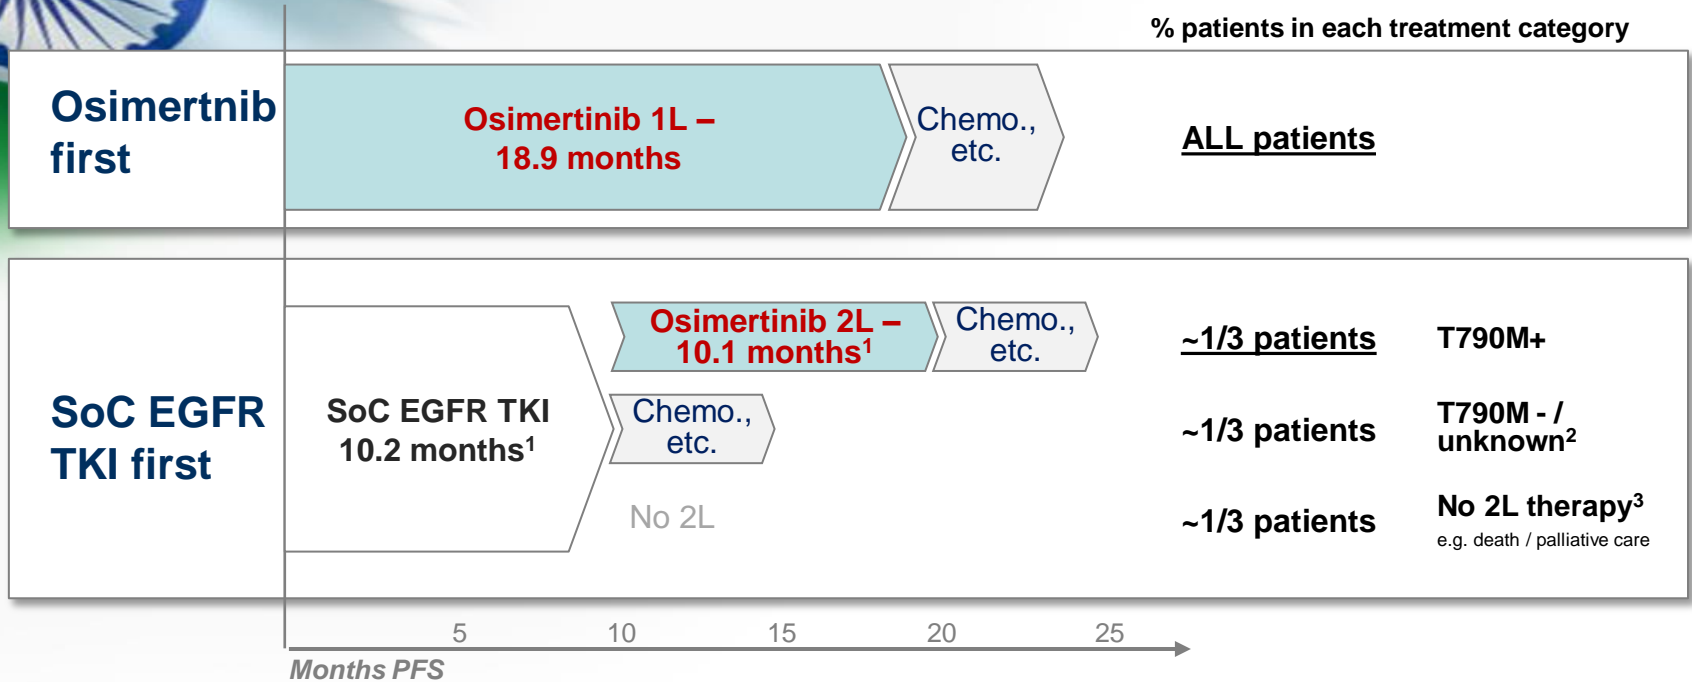 % patients in each treatment category
Osimertnib
first
Osimertinib 1L –
18.9 months
Chemo.,
etc.
ALL patients
SoC EGFR
TKI first
SoC EGFR TKI
10.2 months¹
Osimertinib 2L –
10.1 months¹
Chemo.,
etc.
~1/3 patients
T790M+
Chemo.,
etc.
~1/3 patients
T790M - /
unknown²
No 2L
~1/3 patients
No 2L therapy³
e.g. death / palliative care
5 10 15 20 25
Months PFS